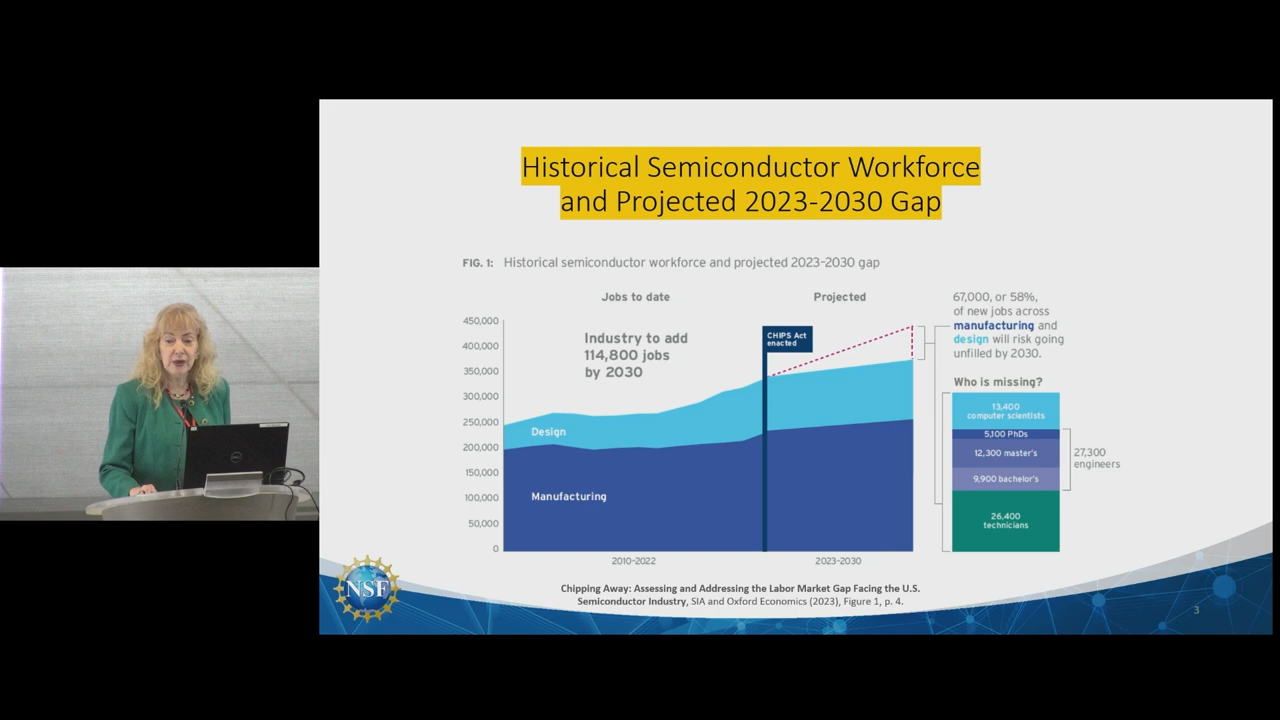 Historical Semiconductor Workforce
and Projected 2023-2030 Gap
FIG. 1: Historical semiconductor workforce and projected 2023–2030 gap
Jobs to date
Projected
67,000, or 58%,
of new jobs across
manufacturing and
design will risk going
unfilled by 2030.
450,000
400,000
350,000
300,000
250,000
200,000
150,000
100,000
50,000
0
Industry to add
114,800 jobs
by 2030
CHIPS Act
enacted
Design
Manufacturing
2010–2022
2023–2030
Who is missing?
13,400
computer scientists
5,100 PhDs
12,300 master's
9,900 bachelor's
27,300
engineers
26,400
technicians
DELL
NSF
Chipping Away: Assessing and Addressing the Labor Market Gap Facing the U.S.
Semiconductor Industry, SIA and Oxford Economics (2023), Figure 1, p. 4.
3